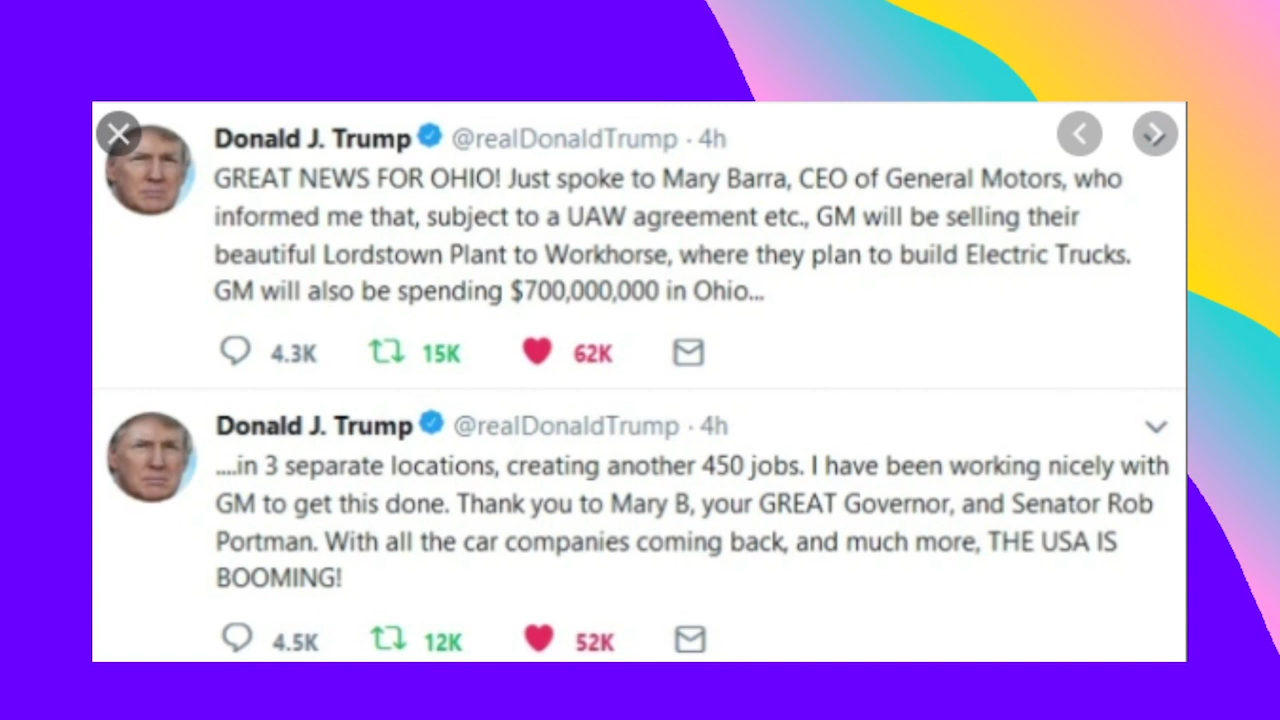 Donald J. Trump @realDonaldTrump · 4h
GREAT NEWS FOR OHIO! Just spoke to Mary Barra, CEO of General Motors, who
informed me that, subject to a UAW agreement etc., GM will be selling their
beautiful Lordstown Plant to Workhorse, where they plan to build Electric Trucks.
GM will also be spending $700,000,000 in Ohio...
4.3K 15K 62K
Donald J. Trump @realDonaldTrump · 4h
....in 3 separate locations, creating another 450 jobs. I have been working nicely with
GM to get this done. Thank you to Mary B, your GREAT Governor, and Senator Rob
Portman. With all the car companies coming back, and much more, THE USA IS
BOOMING!
4.5K 12K 52K